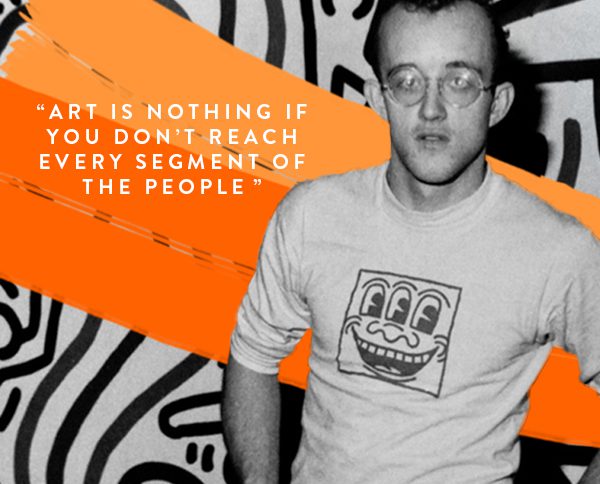 “ART IS NOTHING IF
YOU DON’T REACH
EVERY SEGMENT OF
THE PEOPLE”